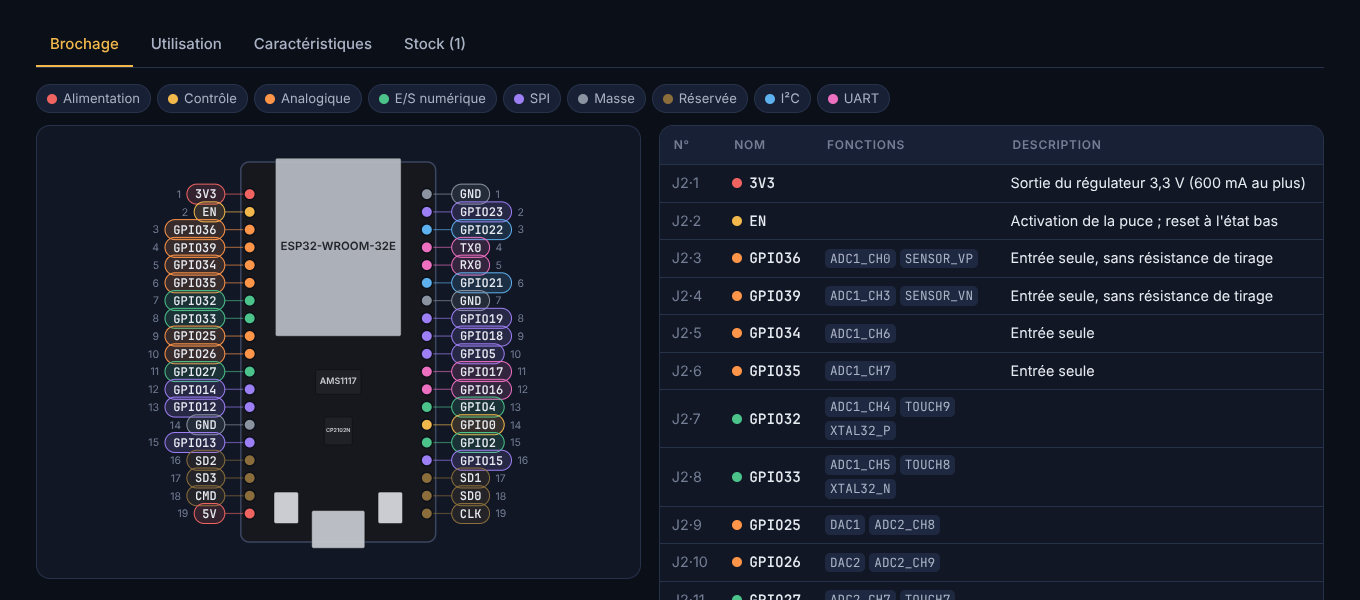 Brochage Utilisation Caractéristiques Stock (1)
Alimentation Contrôle Analogique E/S numérique SPI Masse Réservée I²C UART
1 3V3 GND 1
2 EN GPIO23 2
3 GPIO36 GPIO22 3
4 GPIO39 TX0 4
5 GPIO34 RX0 5
6 GPIO35 GPIO21 6
7 GPIO32 GND 7
8 GPIO33 GPIO19 8
9 GPIO25 GPIO18 9
10 GPIO26 GPIO5 10
11 GPIO27 GPIO17 11
12 GPIO14 GPIO16 12
13 GPIO12 GPIO4 13
14 GND GPIO0 14
15 GPIO13 GPIO2 15
16 SD2 GPIO15 16
17 SD3 SD1 17
18 CMD SD0 18
19 5V CLK 19
ESP32-WROOM-32E
AMS1117
CP2102N
N° NOM FONCTIONS DESCRIPTION
J2·1 3V3 Sortie du régulateur 3,3 V (600 mA au plus)
J2·2 EN Activation de la puce ; reset à l'état bas
J2·3 GPIO36 ADC1_CH0 SENSOR_VP Entrée seule, sans résistance de tirage
J2·4 GPIO39 ADC1_CH3 SENSOR_VN Entrée seule, sans résistance de tirage
J2·5 GPIO34 ADC1_CH6 Entrée seule
J2·6 GPIO35 ADC1_CH7 Entrée seule
J2·7 GPIO32 ADC1_CH4 TOUCH9
XTAL32_P
J2·8 GPIO33 ADC1_CH5 TOUCH8
XTAL32_N
J2·9 GPIO25 DAC1 ADC2_CH8
J2·10 GPIO26 DAC2 ADC2_CH9
J2·11 GPIO27 ADC2_CH7 TOUCH7